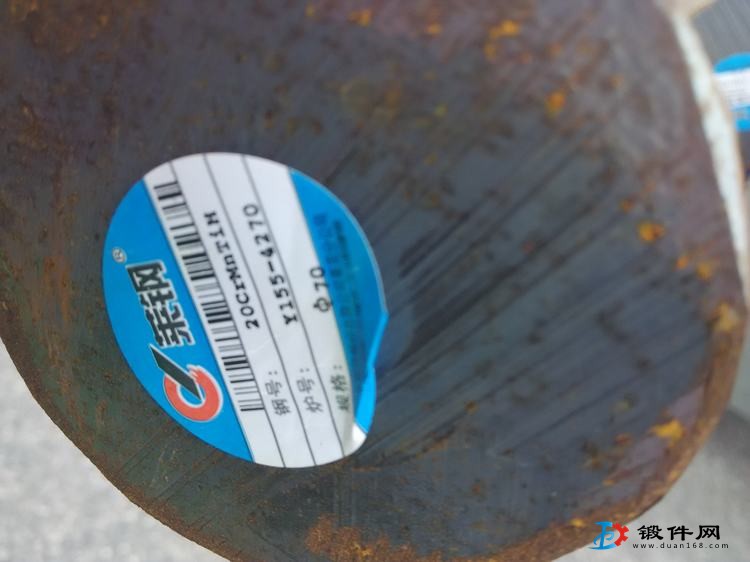 莱钢®
钢号: 20CrMnTiH
炉号: Y155-4270
规格: Φ70
锻件网
www.duan168.com